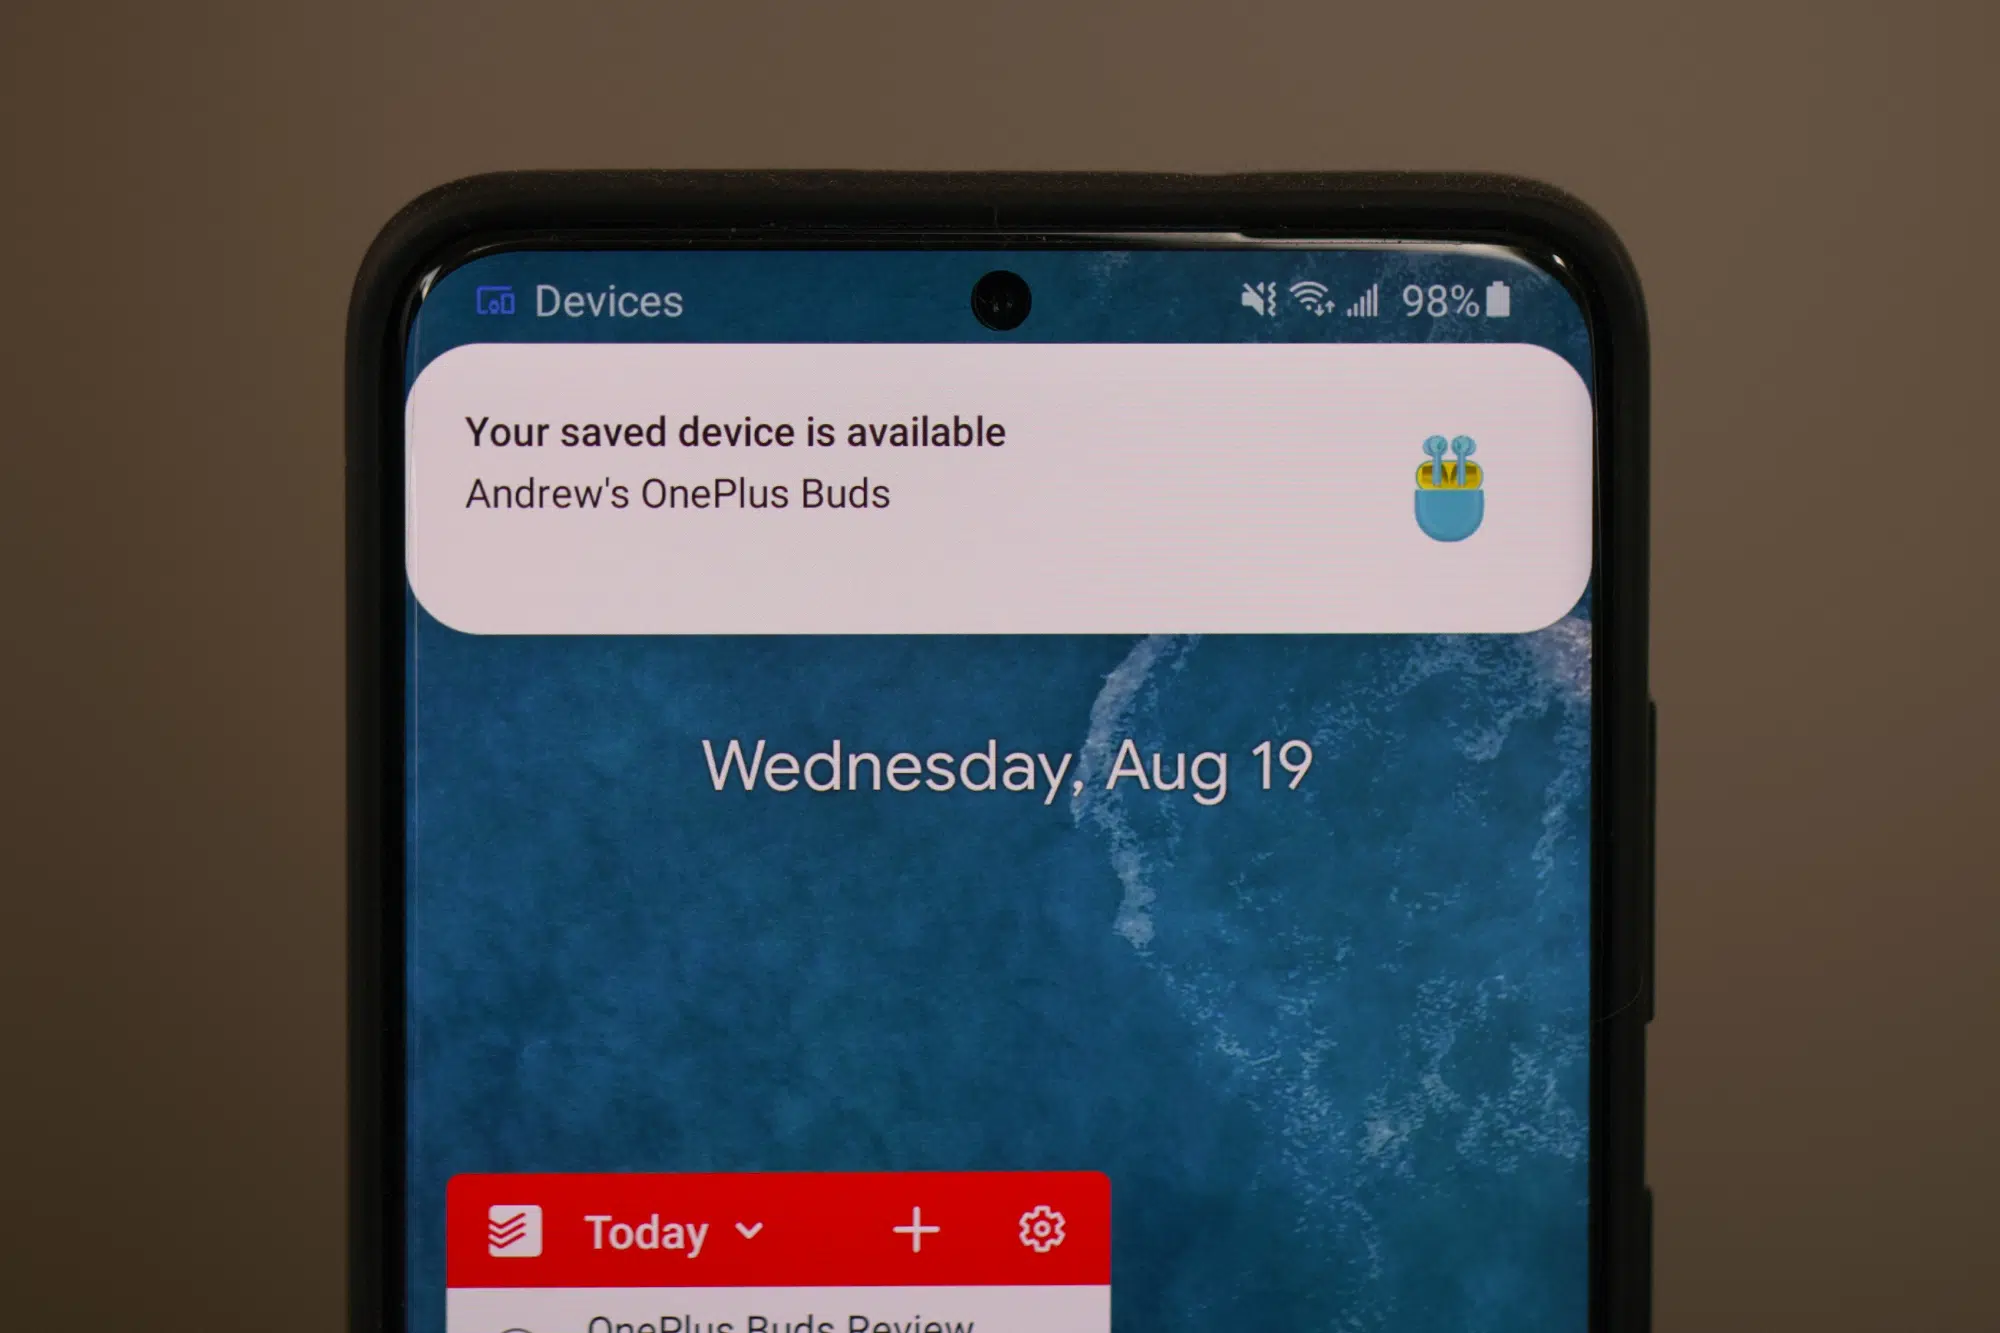 Devices 98%
Your saved device is available
Andrew's OnePlus Buds
Wednesday, Aug 19
Today
OnePlus Buds Review